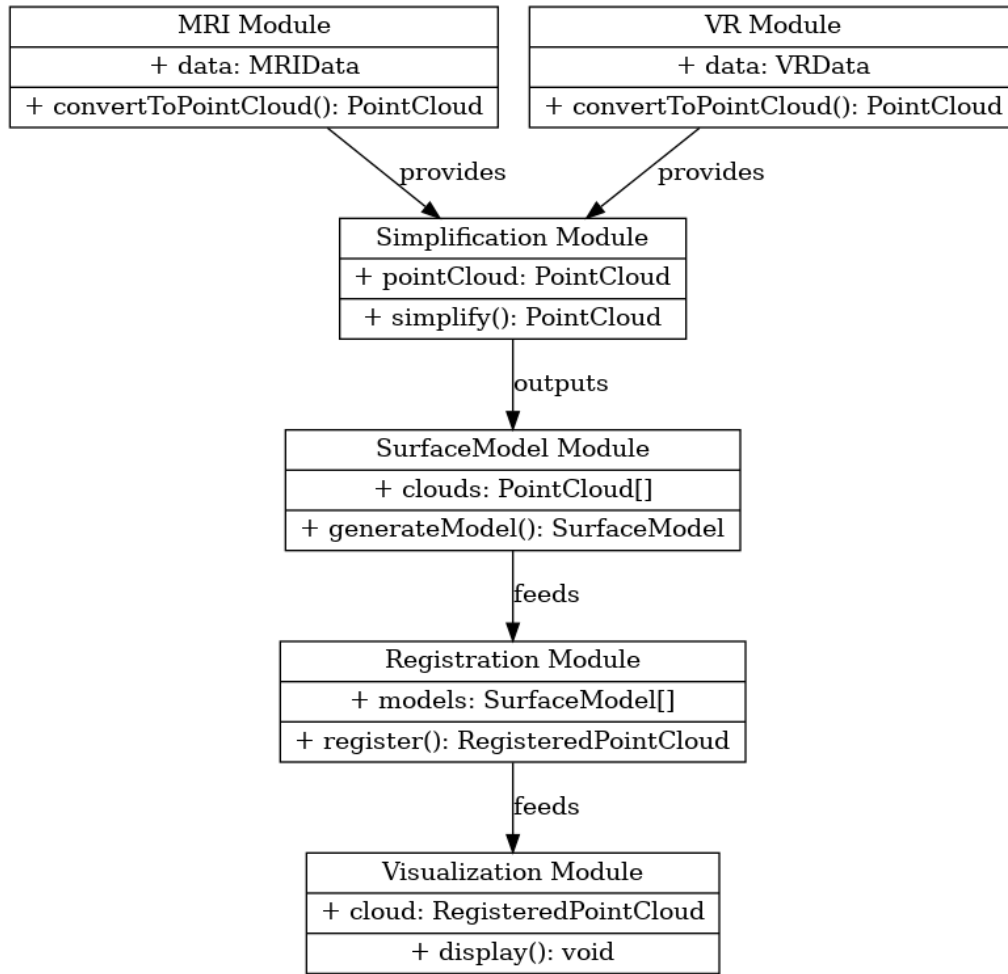 MRI Module
+ data: MRIData
+ convertToPointCloud(): PointCloud
VR Module
+ data: VRData
+ convertToPointCloud(): PointCloud
provides
provides
Simplification Module
+ pointCloud: PointCloud
+ simplify(): PointCloud
outputs
SurfaceModel Module
+ clouds: PointCloud[]
+ generateModel(): SurfaceModel
feeds
Registration Module
+ models: SurfaceModel[]
+ register(): RegisteredPointCloud
feeds
Visualization Module
+ cloud: RegisteredPointCloud
+ display(): void